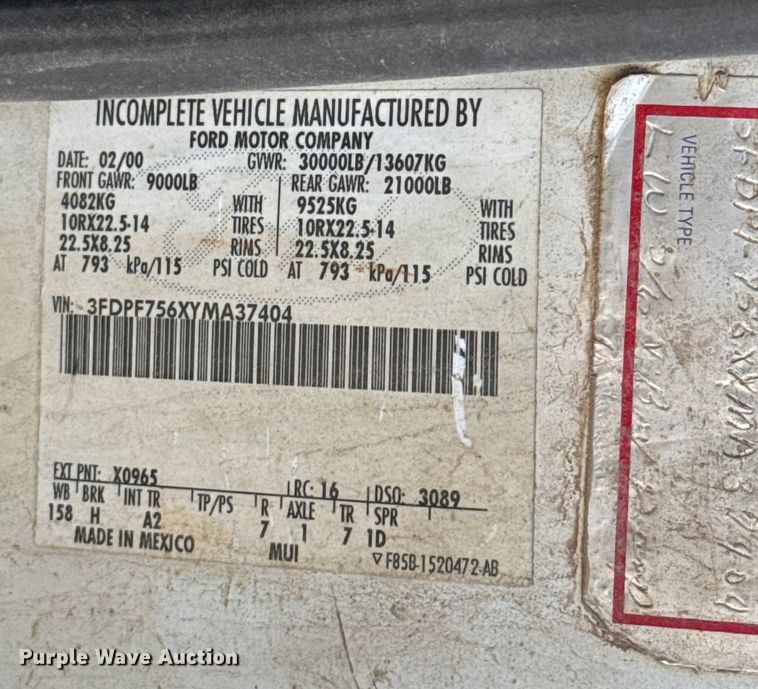 INCOMPLETE VEHICLE MANUFACTURED BY
FORD MOTOR COMPANY
DATE: 02/00 GVWR: 30000LB/13607KG
FRONT GAWR: 9000LB REAR GAWR: 21000LB
4082KG WITH 9525KG WITH
10RX22.5-14 TIRES 10RX22.5-14 TIRES
22.5X8.25 RIMS 22.5X8.25 RIMS
AT 793 kPa/115 PSI COLD AT 793 kPa/115 PSI COLD
VIN: 3FDPF756XYMA37404
EXT PNT: X0965 RC: 16 DSO: 3089
WB BRK INT TR TP/PS R AXLE TR SPR
158 H A2 7 1 7 1D
MADE IN MEXICO MUI F85B-1520472-AB
VEHICLE TYPE
Purple Wave Auction